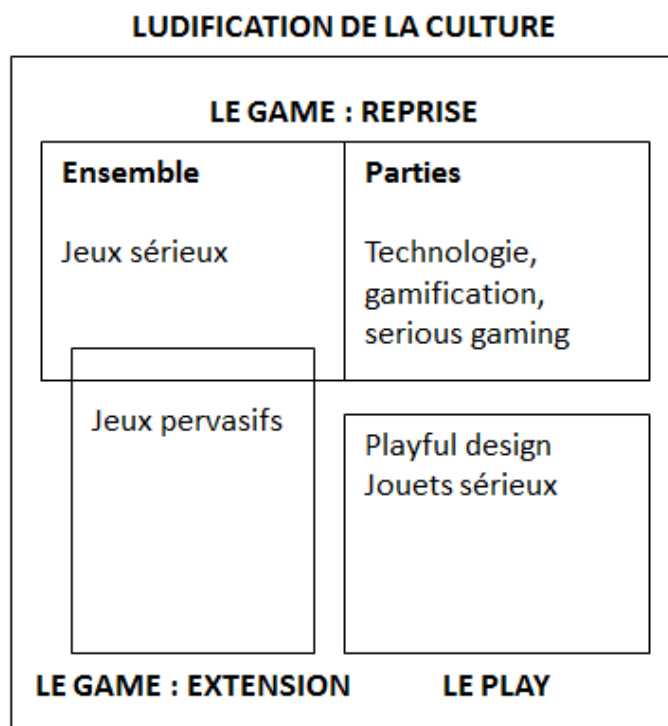 LUDIFICATION DE LA CULTURE
LE GAME : REPRISE
Ensemble
Jeux sérieux
Parties
Technologie,
gamification,
serious gaming
Jeux pervasifs
Playful design
Jouets sérieux
LE GAME : EXTENSION
LE PLAY